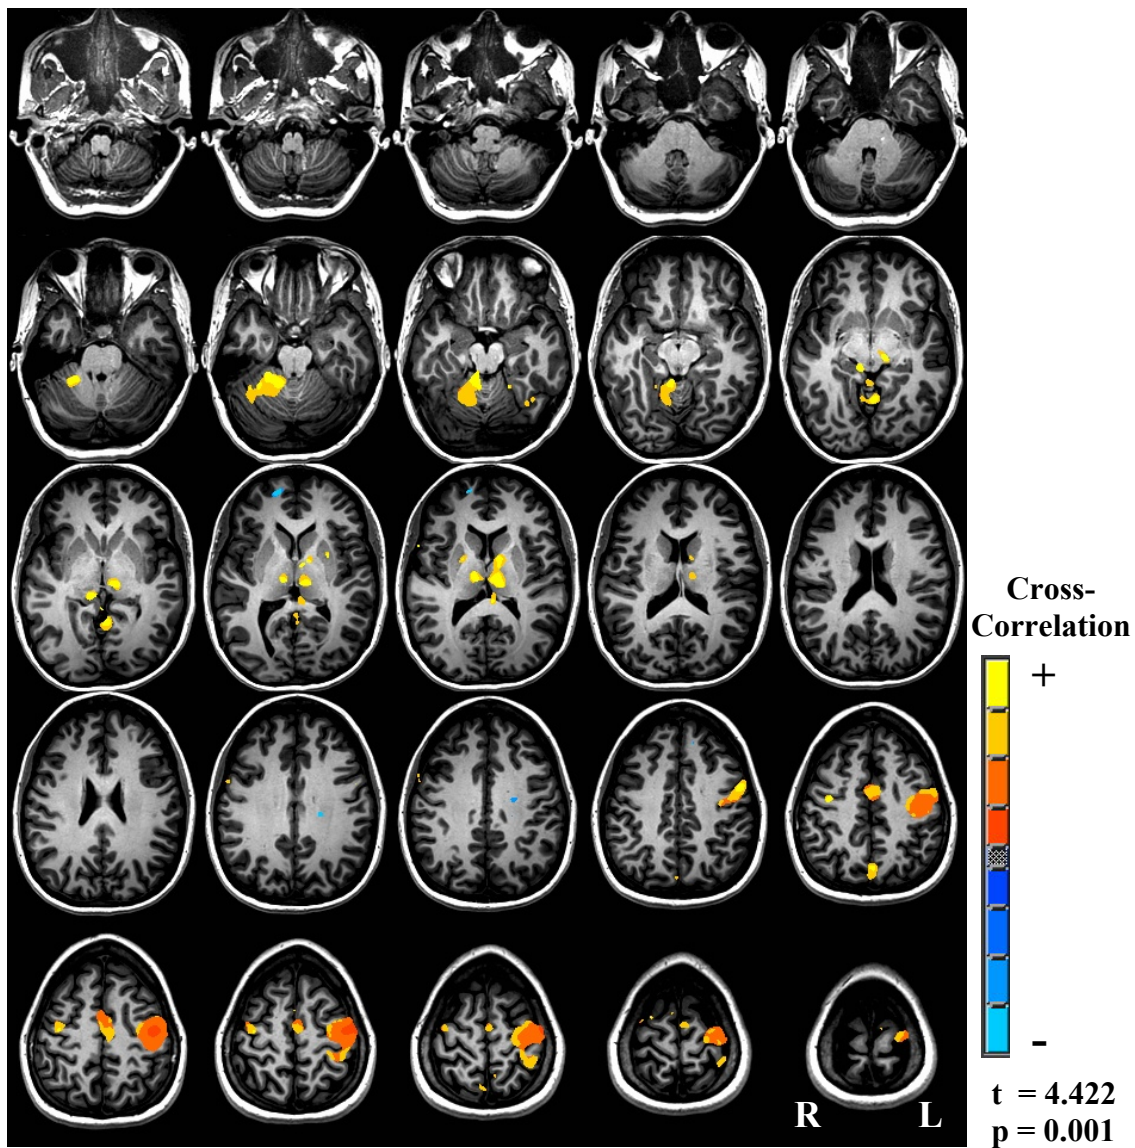 Cross-
Correlation
+
-
R L
t = 4.422
p = 0.001